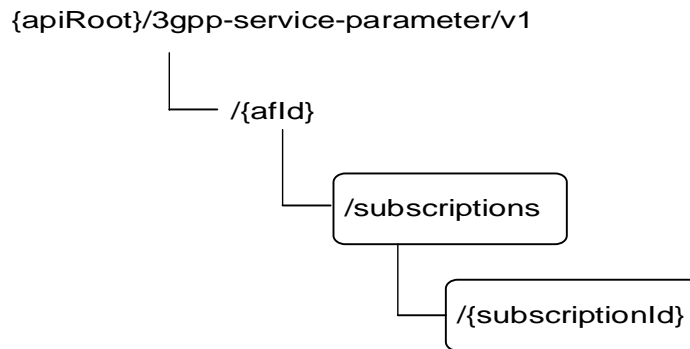 {apiRoot}/3gpp-service-parameter/v1
/{afId}
/subscriptions
/{subscriptionId}